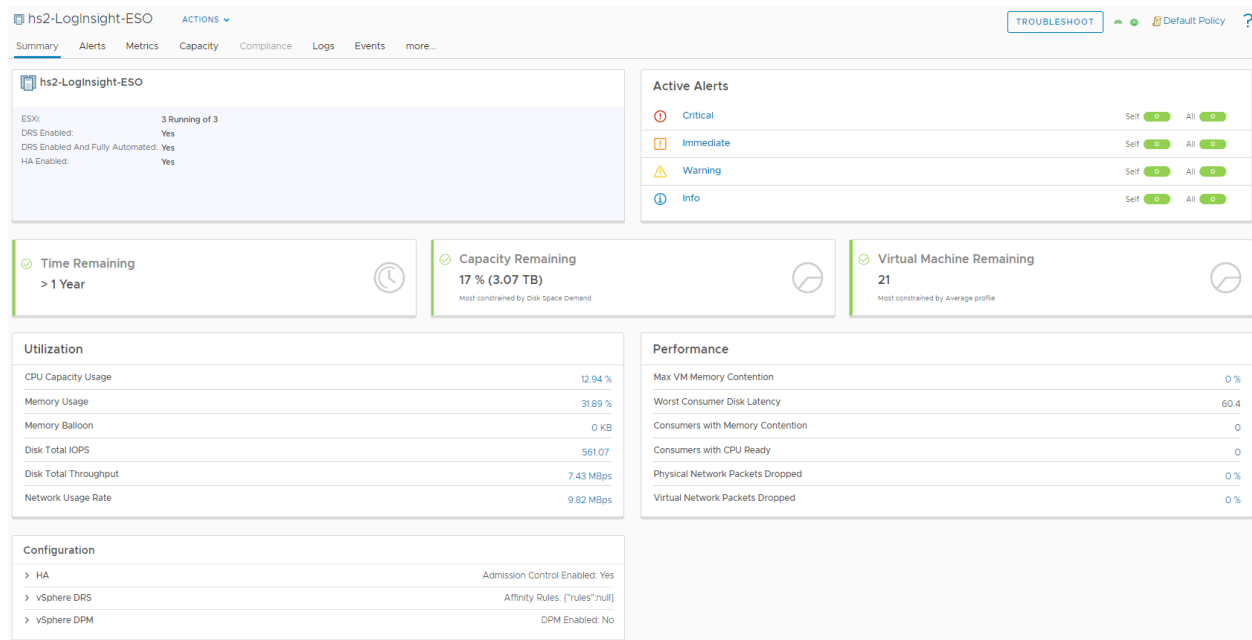 hs2-LogInsight-ESO ACTIONS TROUBLESHOOT Default Policy ?
Summary Alerts Metrics Capacity Compliance Logs Events more...
hs2-LogInsight-ESO
ESXi: 3 Running of 3
DRS Enabled: Yes
DRS Enabled And Fully Automated: Yes
HA Enabled: Yes
Active Alerts
Critical Self 0 All 0
Immediate Self 0 All 0
Warning Self 0 All 0
Info Self 0 All 0
Time Remaining
> 1 Year
Capacity Remaining
17 % (3.07 TB)
Most constrained by Disk Space Demand
Virtual Machine Remaining
21
Most constrained by Average profile
Utilization
CPU Capacity Usage 12.94 %
Memory Usage 31.89 %
Memory Balloon 0 KB
Disk Total IOPS 561.07
Disk Total Throughput 7.43 MBps
Network Usage Rate 9.82 MBps
Performance
Max VM Memory Contention 0 %
Worst Consumer Disk Latency 60.4
Consumers with Memory Contention 0
Consumers with CPU Ready 0
Physical Network Packets Dropped 0 %
Virtual Network Packets Dropped 0 %
Configuration
> HA Admission Control Enabled: Yes
> vSphere DRS Affinity Rules: {"rules":null}
> vSphere DPM DPM Enabled: No